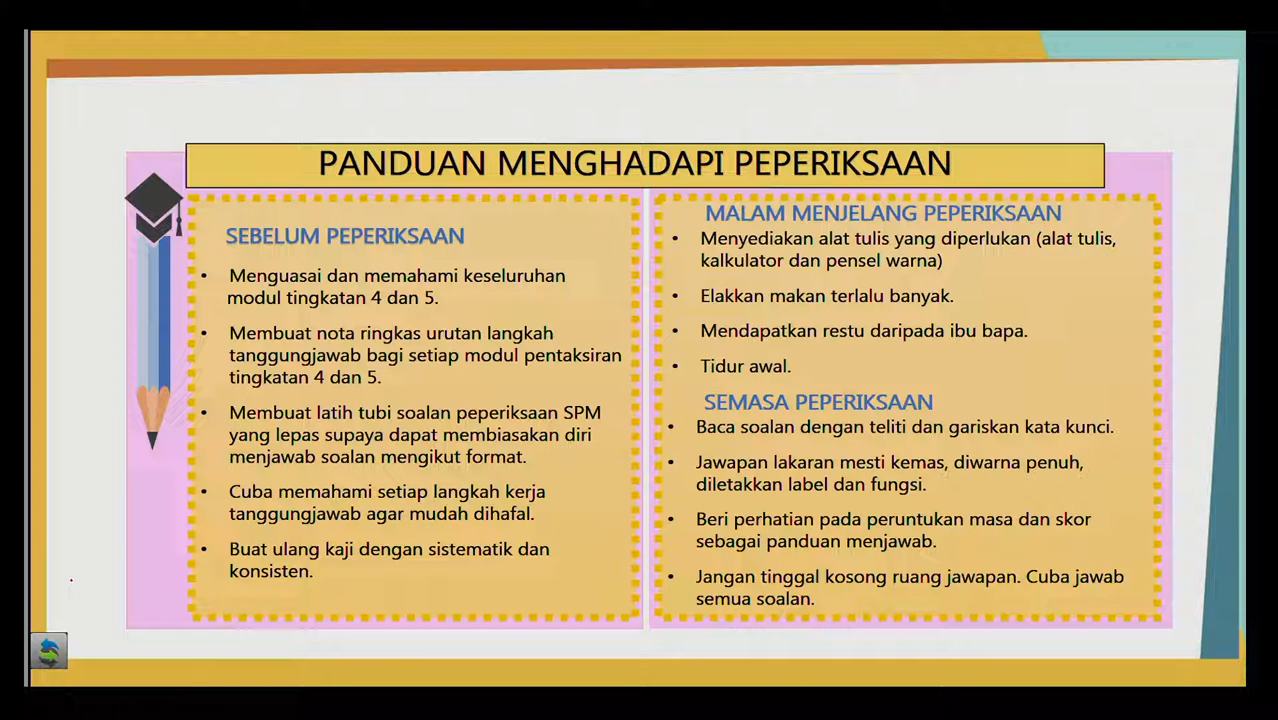 PANDUAN MENGHADAPI PEPERIKSAAN
SEBELUM PEPERIKSAAN
• Menguasai dan memahami keseluruhan
modul tingkatan 4 dan 5.
• Membuat nota ringkas urutan langkah
tanggungjawab bagi setiap modul pentaksiran
tingkatan 4 dan 5.
• Membuat latih tubi soalan peperiksaan SPM
yang lepas supaya dapat membiasakan diri
menjawab soalan mengikut format.
• Cuba memahami setiap langkah kerja
tanggungjawab agar mudah dihafal.
• Buat ulang kaji dengan sistematik dan
konsisten.
MALAM MENJELANG PEPERIKSAAN
• Menyediakan alat tulis yang diperlukan (alat tulis,
kalkulator dan pensel warna)
• Elakkan makan terlalu banyak.
• Mendapatkan restu daripada ibu bapa.
• Tidur awal.
SEMASA PEPERIKSAAN
• Baca soalan dengan teliti dan gariskan kata kunci.
• Jawapan lakaran mesti kemas, diwarna penuh,
diletakkan label dan fungsi.
• Beri perhatian pada peruntukan masa dan skor
sebagai panduan menjawab.
• Jangan tinggal kosong ruang jawapan. Cuba jawab
semua soalan.